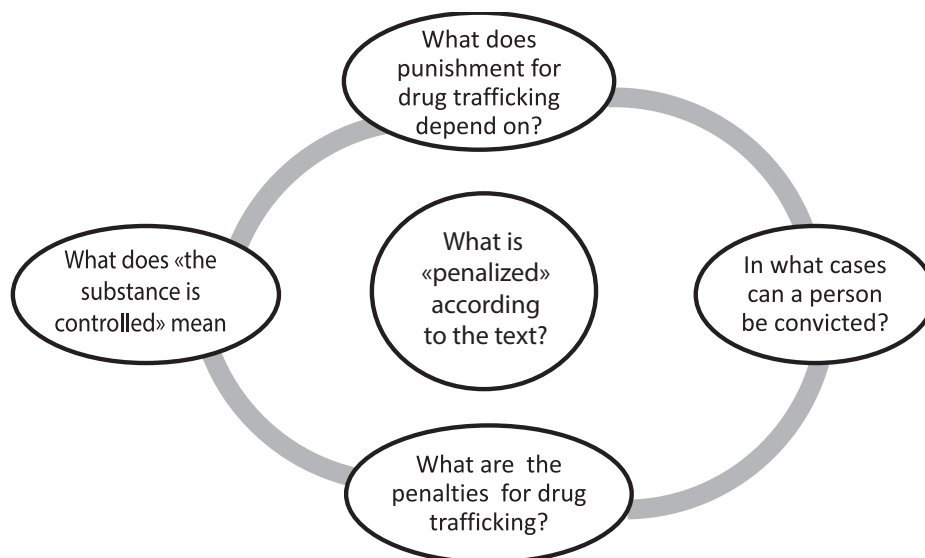 What does
punishment for
drug trafficking
depend on?
What does «the
substance is
controlled» mean
What is
«penalized»
according
to the text?
In what cases
can a person
be convicted?
What are the
penalties for drug
trafficking?